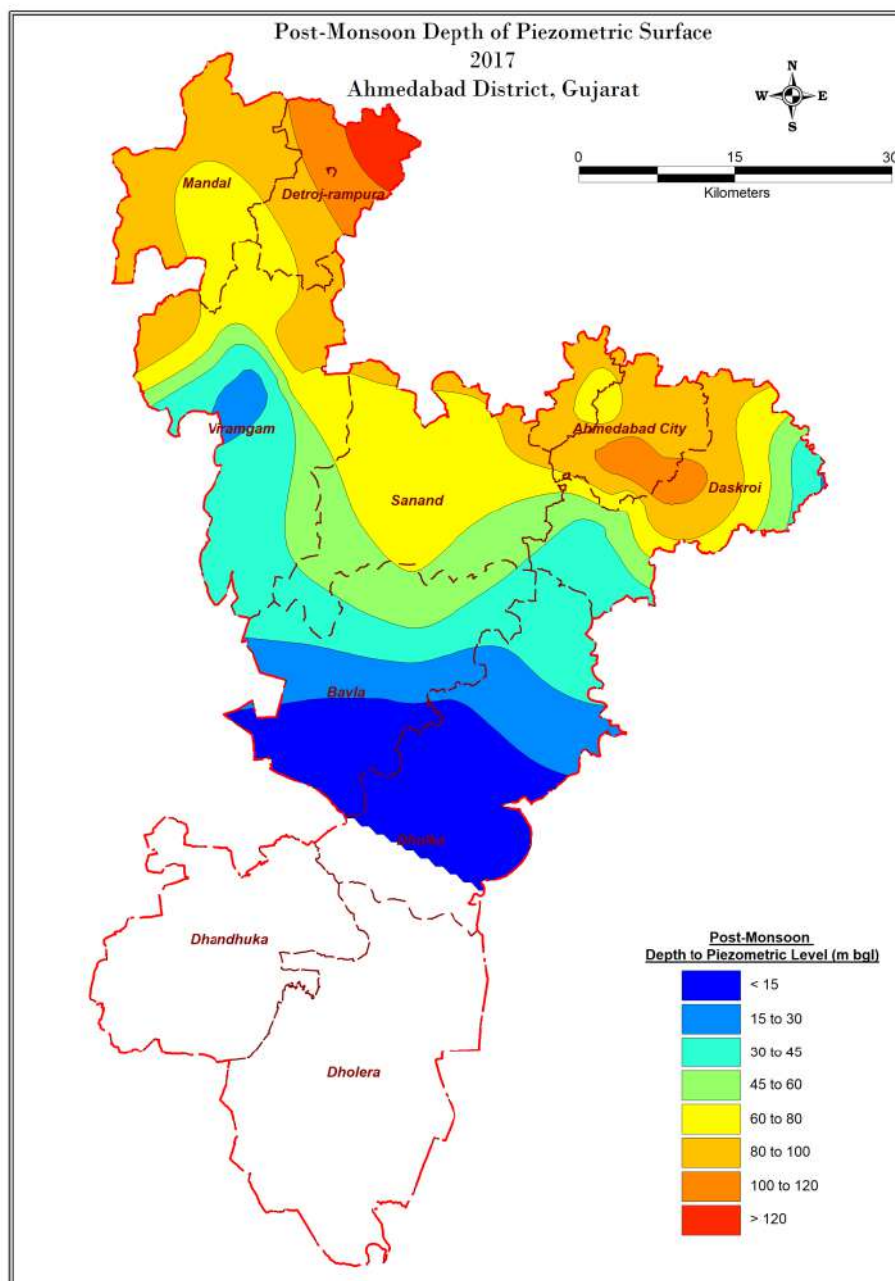 Post-Monsoon Depth of Piezometric Surface
2017
Ahmedabad District, Gujarat
N
W E
S
0 15 30
Kilometers
Mandal
Detroj-rampura
Viramgam
Ahmedabad City
Sanand
Daskroi
Bavla
Dholka
Dhandhuka
Dholera
Post-Monsoon
Depth to Piezometric Level (m bgl)
< 15
15 to 30
30 to 45
45 to 60
60 to 80
80 to 100
100 to 120
> 120